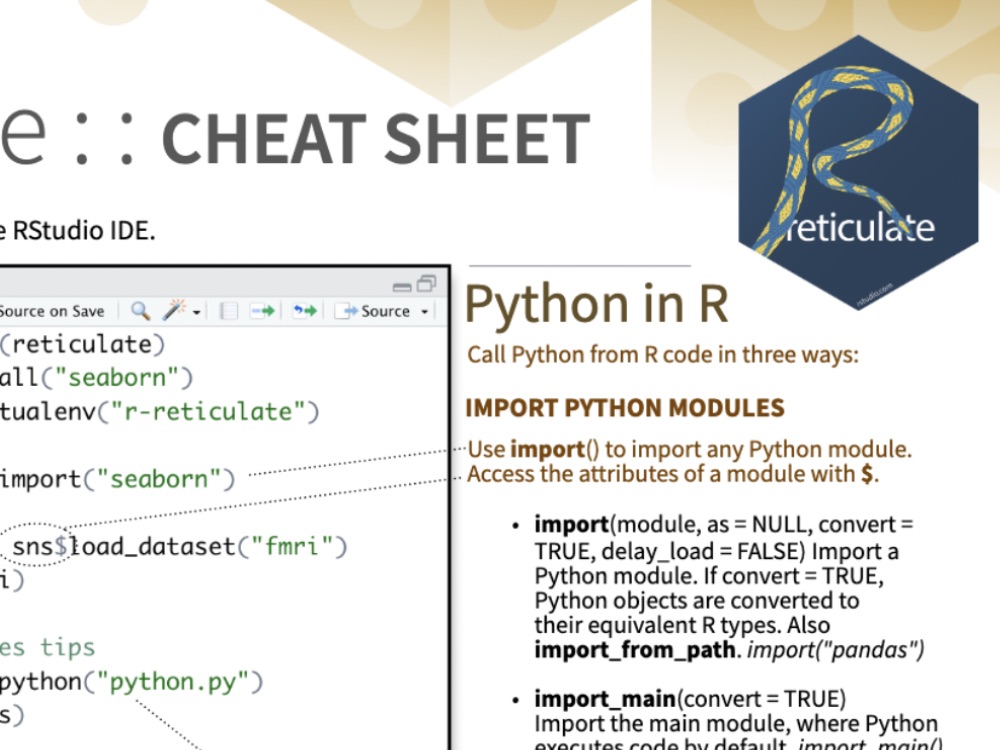 e :: CHEAT SHEET
reticulate
rstudio.com
e RStudio IDE.
Source on Save
Source
(reticulate)
all("seaborn")
tualenv("r-reticulate")
import("seaborn")
sns$load_dataset("fmri")
i)
es tips
python("python.py")
s)
Python in R
Call Python from R code in three ways:
IMPORT PYTHON MODULES
Use import() to import any Python module.
Access the attributes of a module with $.
• import(module, as = NULL, convert =
TRUE, delay_load = FALSE) Import a
Python module. If convert = TRUE,
Python objects are converted to
their equivalent R types. Also
import_from_path. import("pandas")
• import_main(convert = TRUE)
Import the main module, where Python
executes code by default. import_main()